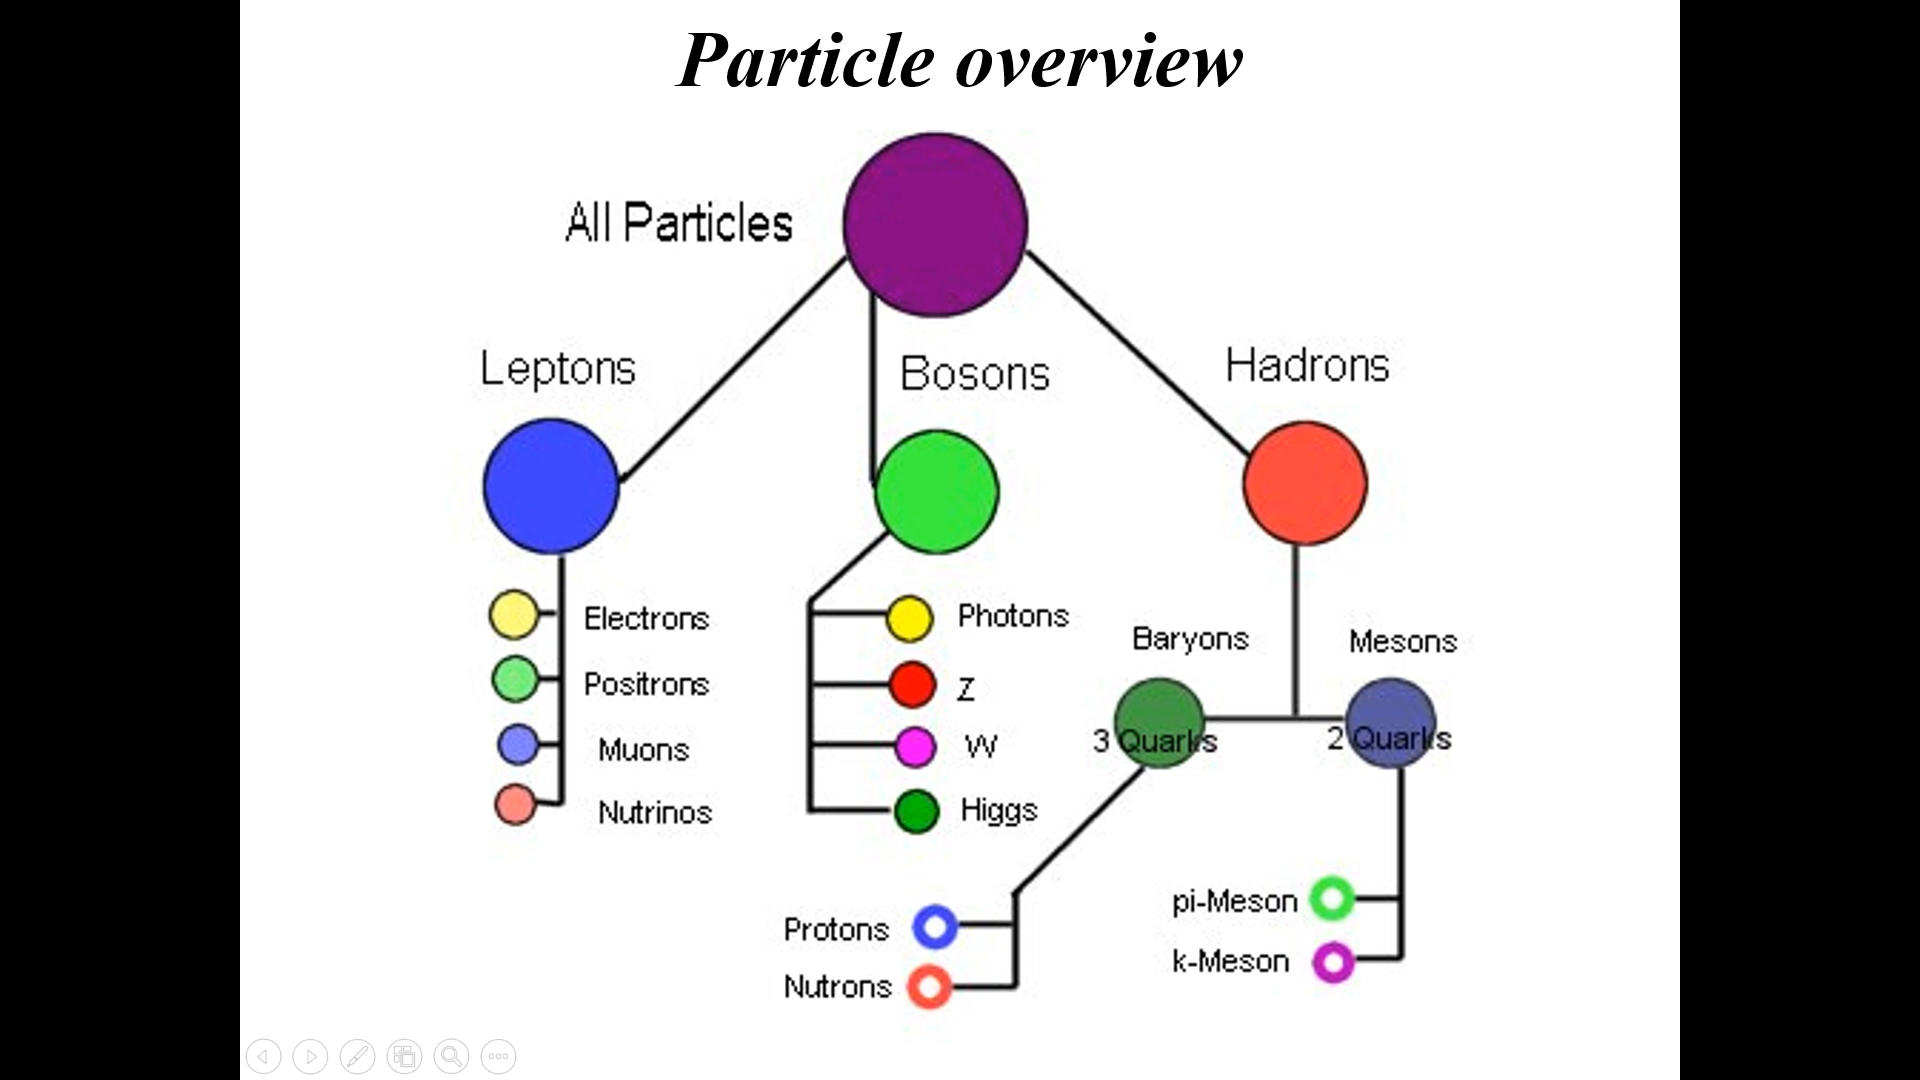 Particle overview
All Particles
Leptons
Bosons
Hadrons
Electrons
Positrons
Muons
Nutrinos
Photons
Z
W
Higgs
Baryons
Mesons
3 Quarks
2 Quarks
Protons
Nutrons
pi-Meson
k-Meson